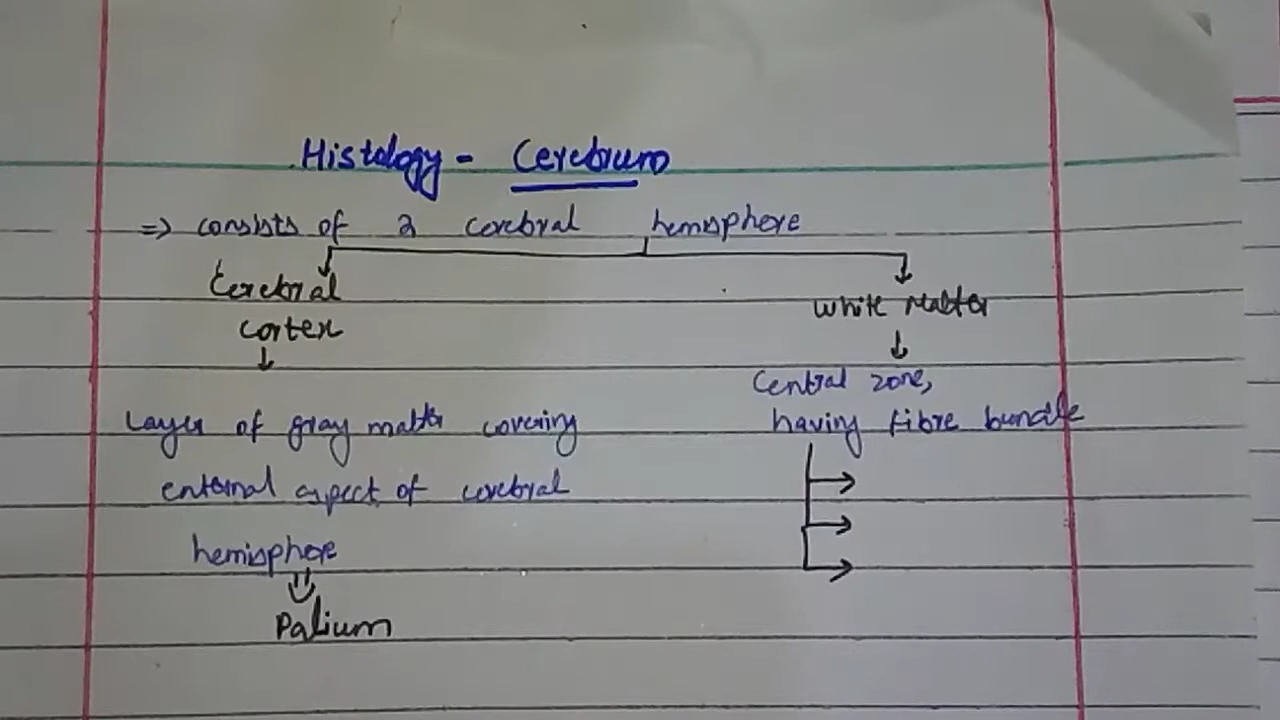 Histology - Cerebrum
=> consists of 2 cerebral hemisphere
Cerebral
cortex
White Matter
Central zone,
having fibre bundle
Layer of gray matter covering
external aspect of cerebral
hemisphere
Palium